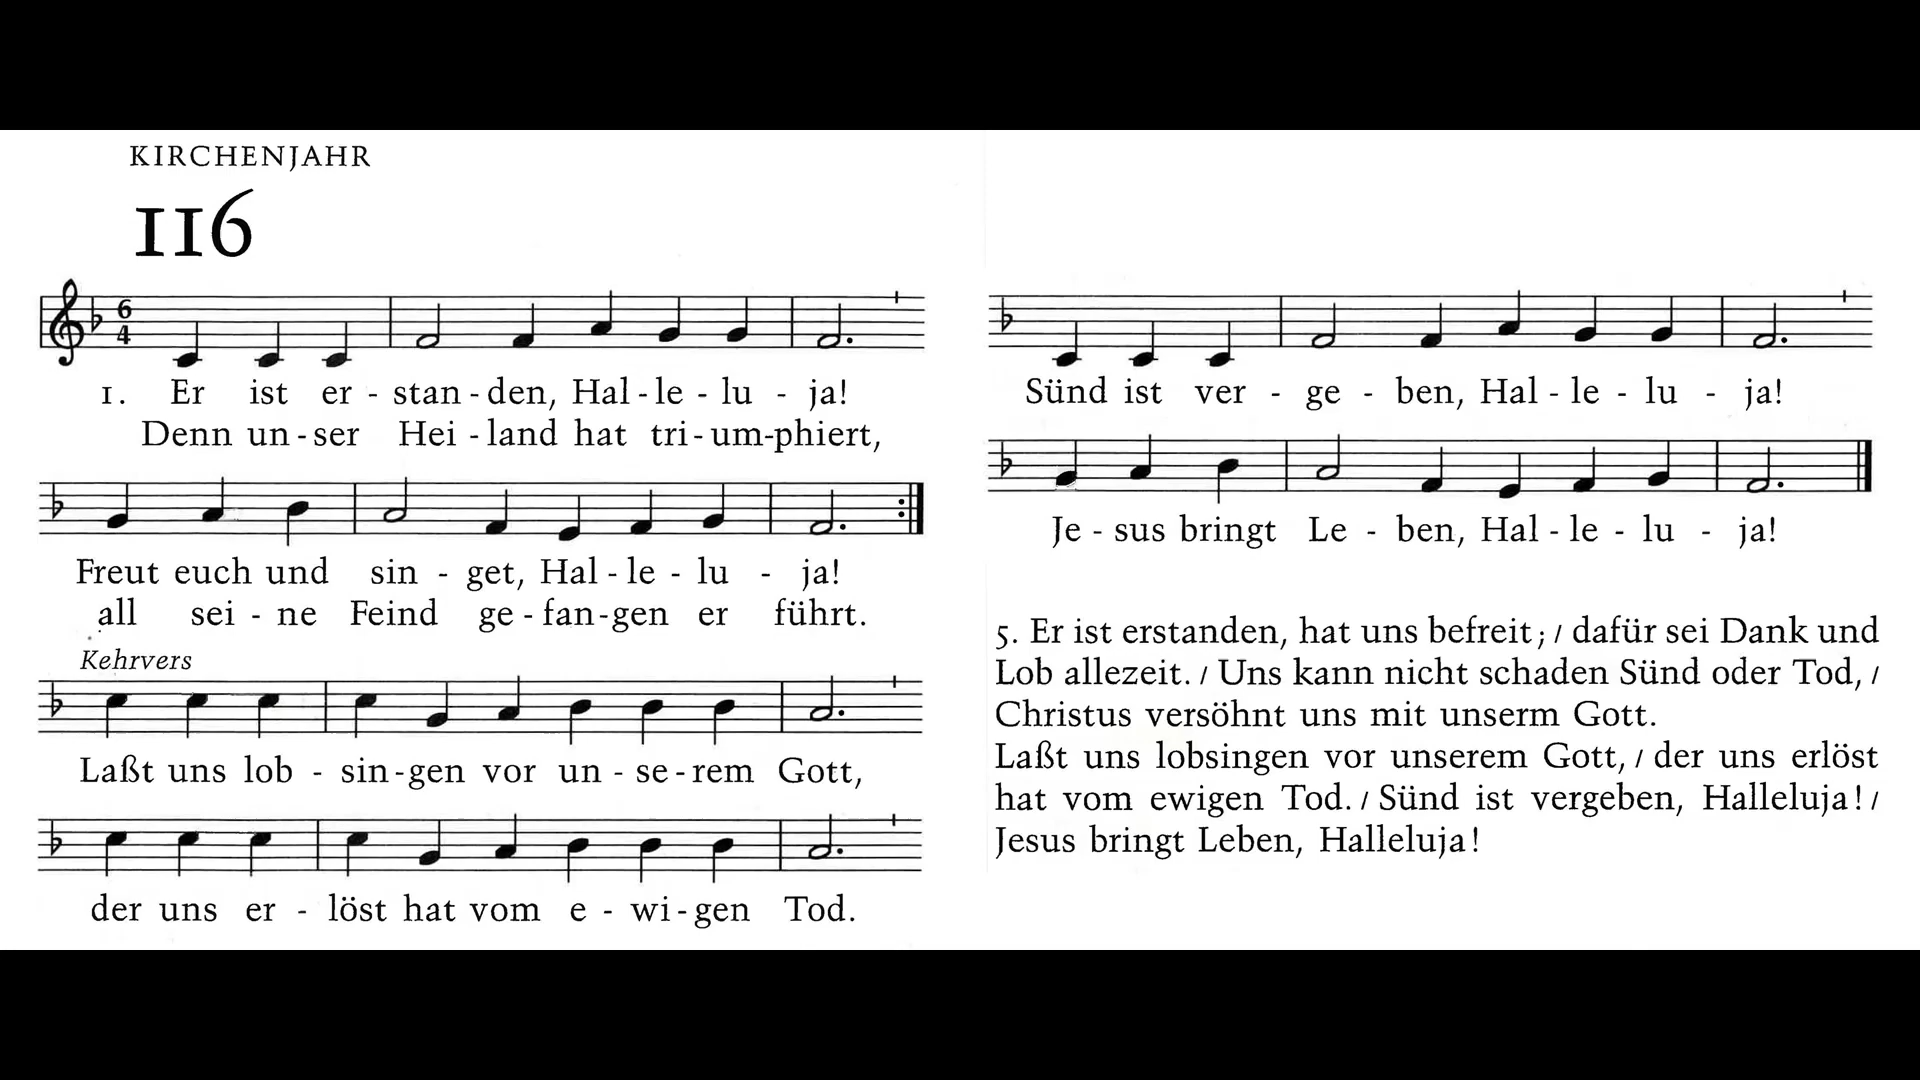 KIRCHENJAHR
116
6
4
1. Er ist er - stan - den, Hal - le - lu - ja!
Denn un - ser Hei - land hat tri - um-phiert,
Freut euch und sin - get, Hal - le - lu - ja!
all sei - ne Feind ge - fan - gen er führt.
Kehrvers
Laßt uns lob - sin - gen vor un - se - rem Gott,
der uns er - löst hat vom e - wi - gen Tod.
Sünd ist ver - ge - ben, Hal - le - lu - ja!
Je - sus bringt Le - ben, Hal - le - lu - ja!
5. Er ist erstanden, hat uns befreit; / dafür sei Dank und
Lob allezeit. / Uns kann nicht schaden Sünd oder Tod, /
Christus versöhnt uns mit unserm Gott.
Laßt uns lobsingen vor unserem Gott, / der uns erlöst
hat vom ewigen Tod. / Sünd ist vergeben, Halleluja! /
Jesus bringt Leben, Halleluja!